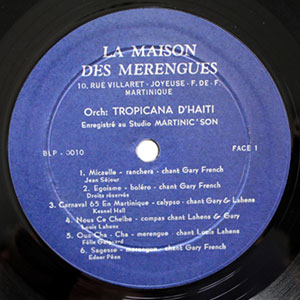 LA MAISON
DES MERENGUES
10, RUE VILLARET - JOYEUSE - F. DE - F.
MARTINIQUE
Orch: TROPICANA D'HAITI
Enregistré au Studio MARTINIC'SON
BLP - 3010
FACE 1
1. Micaelle - ranchera - chant Gary French
Jean Séjour
2. Egoisme - boléro - chant Gary French
Droits réservés
3. Carnaval 65 En Martinique - calypso - chant Gary & Lahens
Kesnel Hall
4. Nous Ce Cheibe - compas chant Lahens & Gary
Louis Lahens
5. Oua Cha - Cha - merengue - chant Louis Lahens
Félix Guignard
6. Sagesse - merengue - chant Gary French
Edner Péan